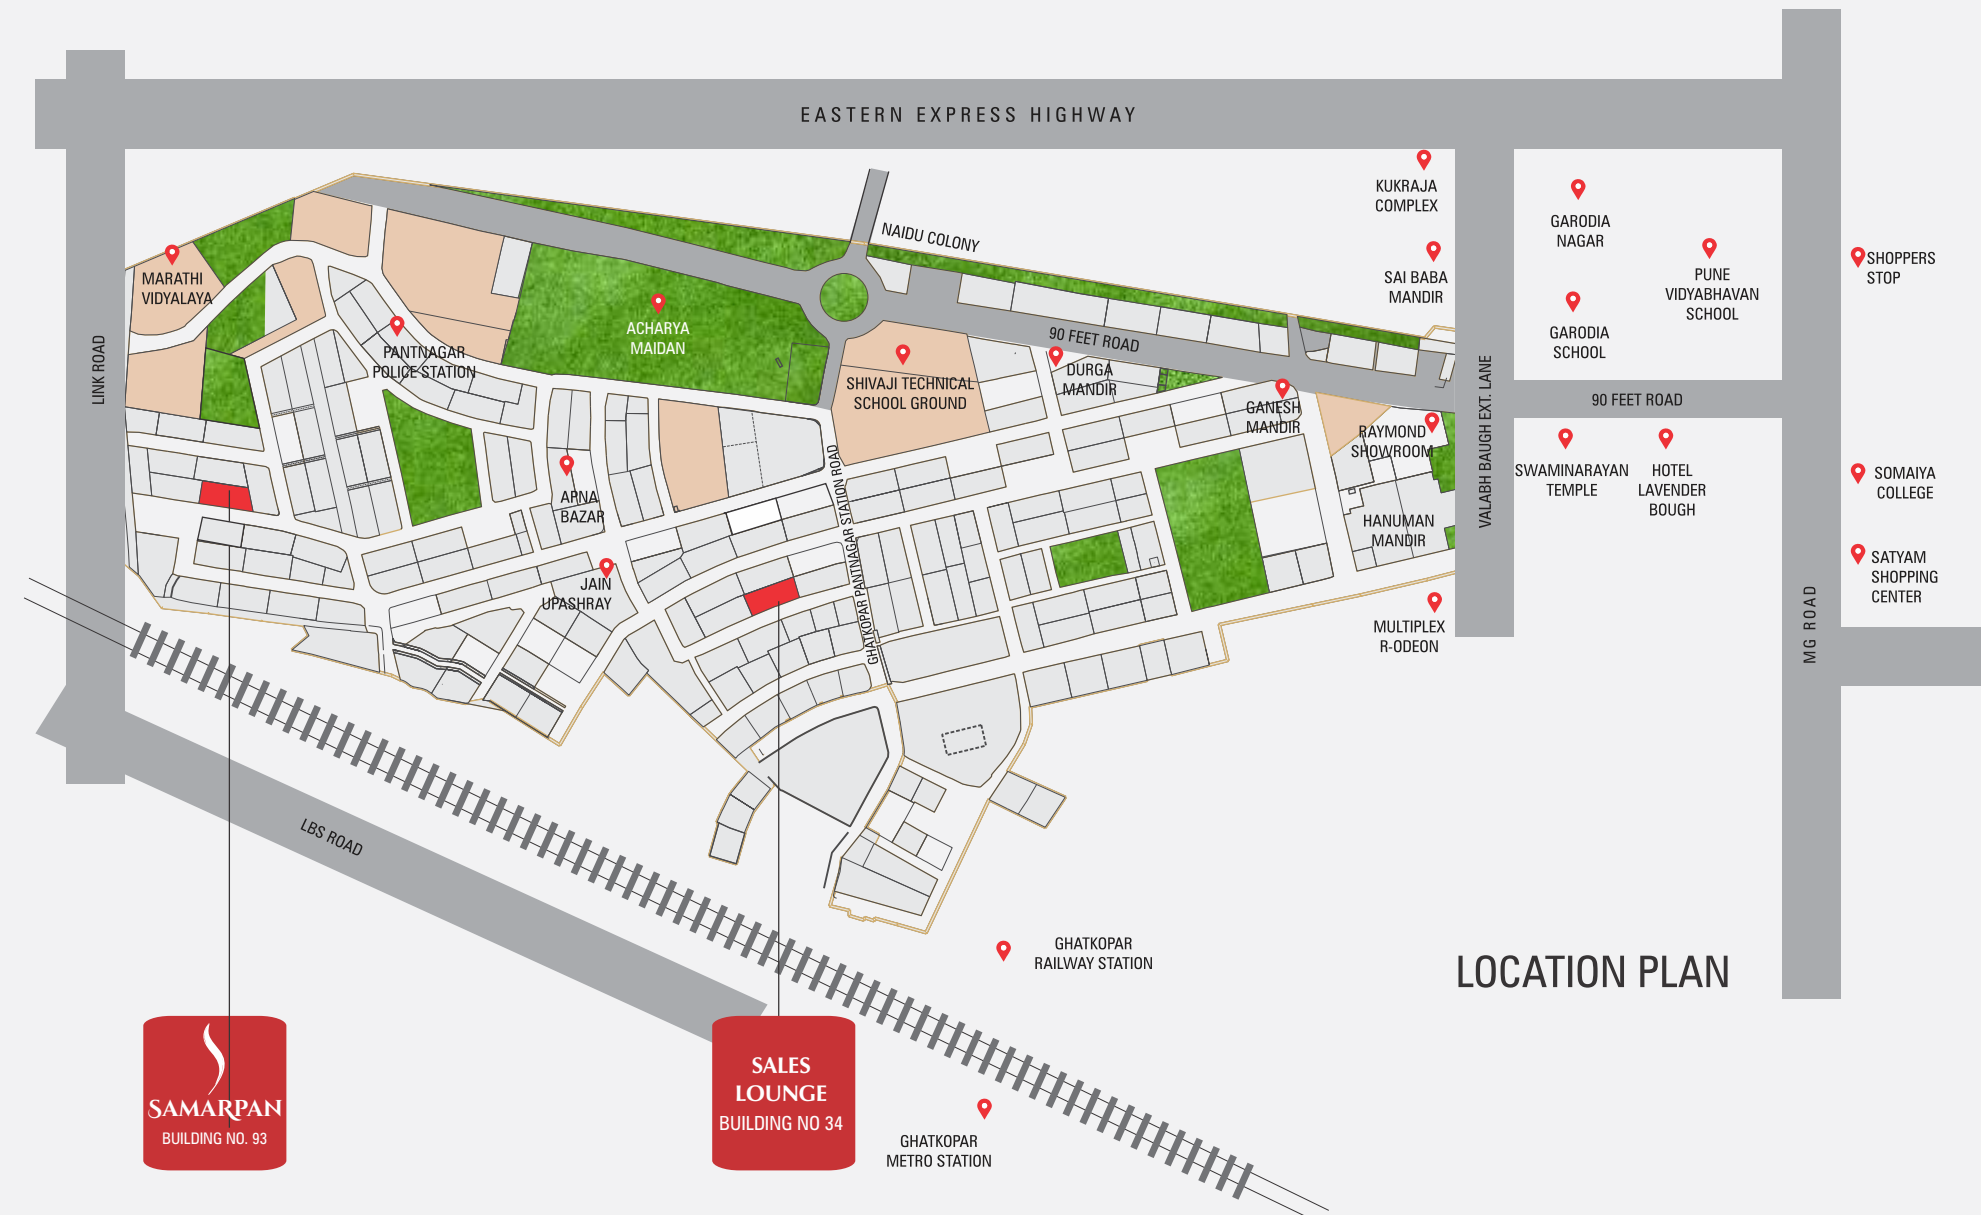 EASTERN EXPRESS HIGHWAY
KUKRAJA
COMPLEX
GARODIA
NAGAR
NAIDU COLONY
SHOPPERS
STOP
MARATHI
VIDYALAYA
SAI BABA
MANDIR
PUNE
VIDYABHAVAN
SCHOOL
ACHARYA
MAIDAN
GARODIA
SCHOOL
90 FEET ROAD
PANTNAGAR
POLICE STATION
LINK ROAD
SHIVAJI TECHNICAL
SCHOOL GROUND
DURGA
MANDIR
GANESH
MANDIR
90 FEET ROAD
RAYMOND
SHOWROOM
VALABH BAUGH EXT. LANE
SWAMINARAYAN
TEMPLE
HOTEL
LAVENDER
BOUGH
SOMAIYA
COLLEGE
APNA
BAZAR
GHATKOPAR PANTNAGAR STATION ROAD
HANUMAN
MANDIR
SATYAM
SHOPPING
CENTER
JAIN
UPASHRAY
MULTIPLEX
R-ODEON
MG ROAD
LBS ROAD
GHATKOPAR
RAILWAY STATION
LOCATION PLAN
SAMARPAN
BUILDING NO. 93
SALES
LOUNGE
BUILDING NO 34
GHATKOPAR
METRO STATION